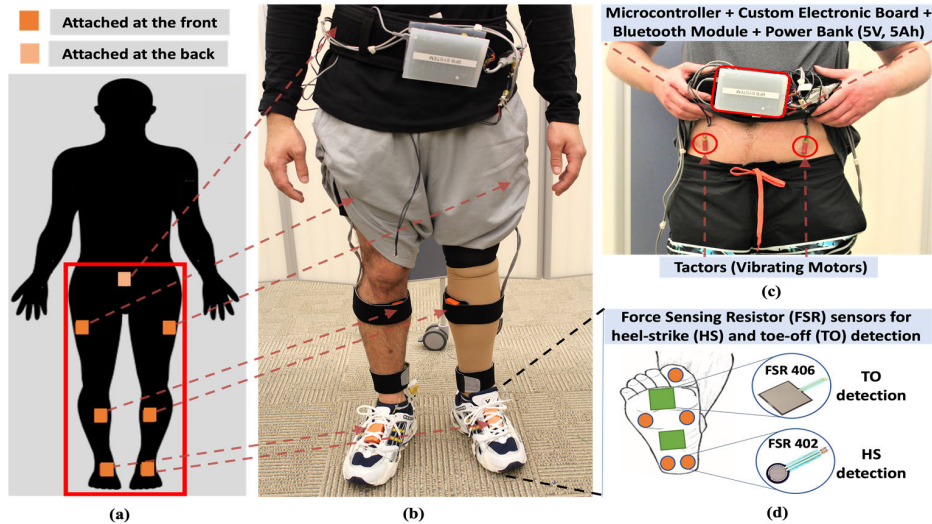 Attached at the front
Attached at the back
(a)
(b)
Microcontroller + Custom Electronic Board +
Bluetooth Module + Power Bank (5V, 5Ah)
Tactors (Vibrating Motors)
(c)
Force Sensing Resistor (FSR) sensors for
heel-strike (HS) and toe-off (TO) detection
FSR 406
TO
detection
FSR 402
HS
detection
(d)